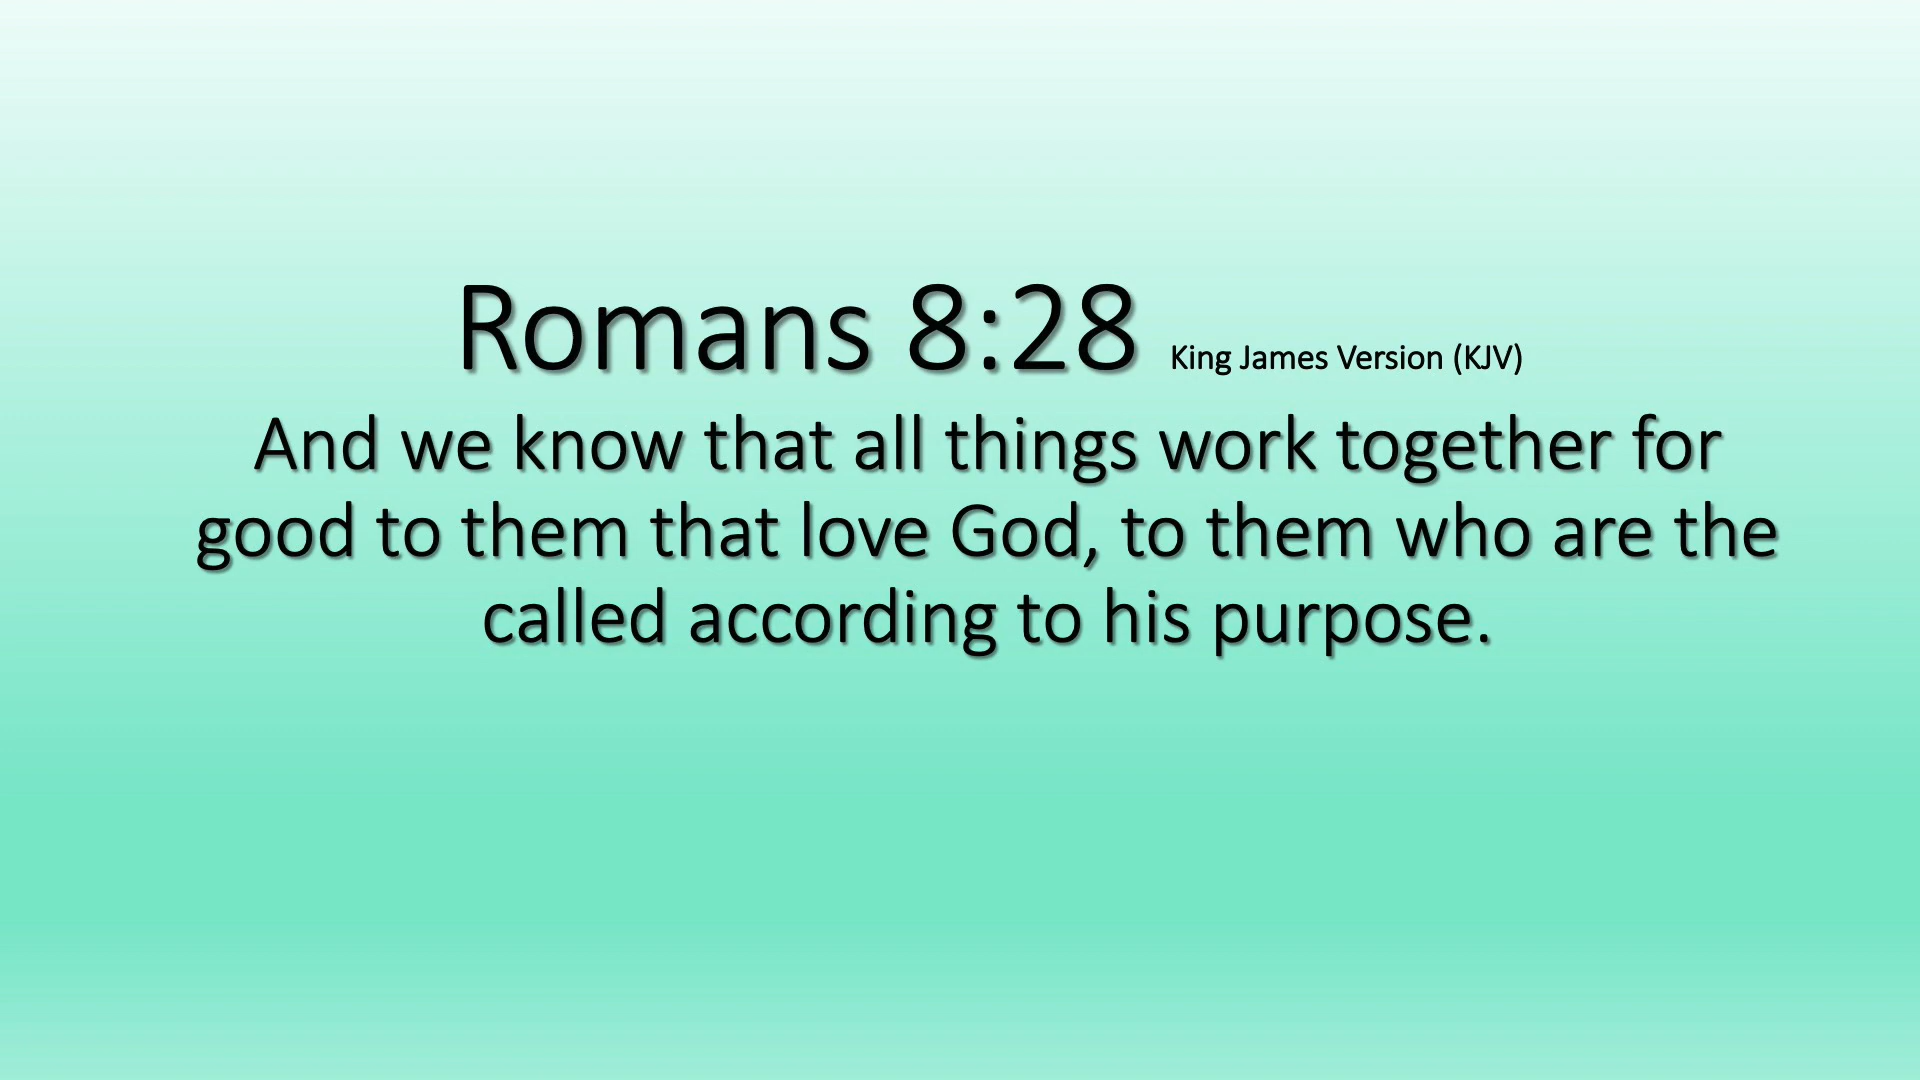 Romans 8:28 King James Version (KJV)
And we know that all things work together for
good to them that love God, to them who are the
called according to his purpose.